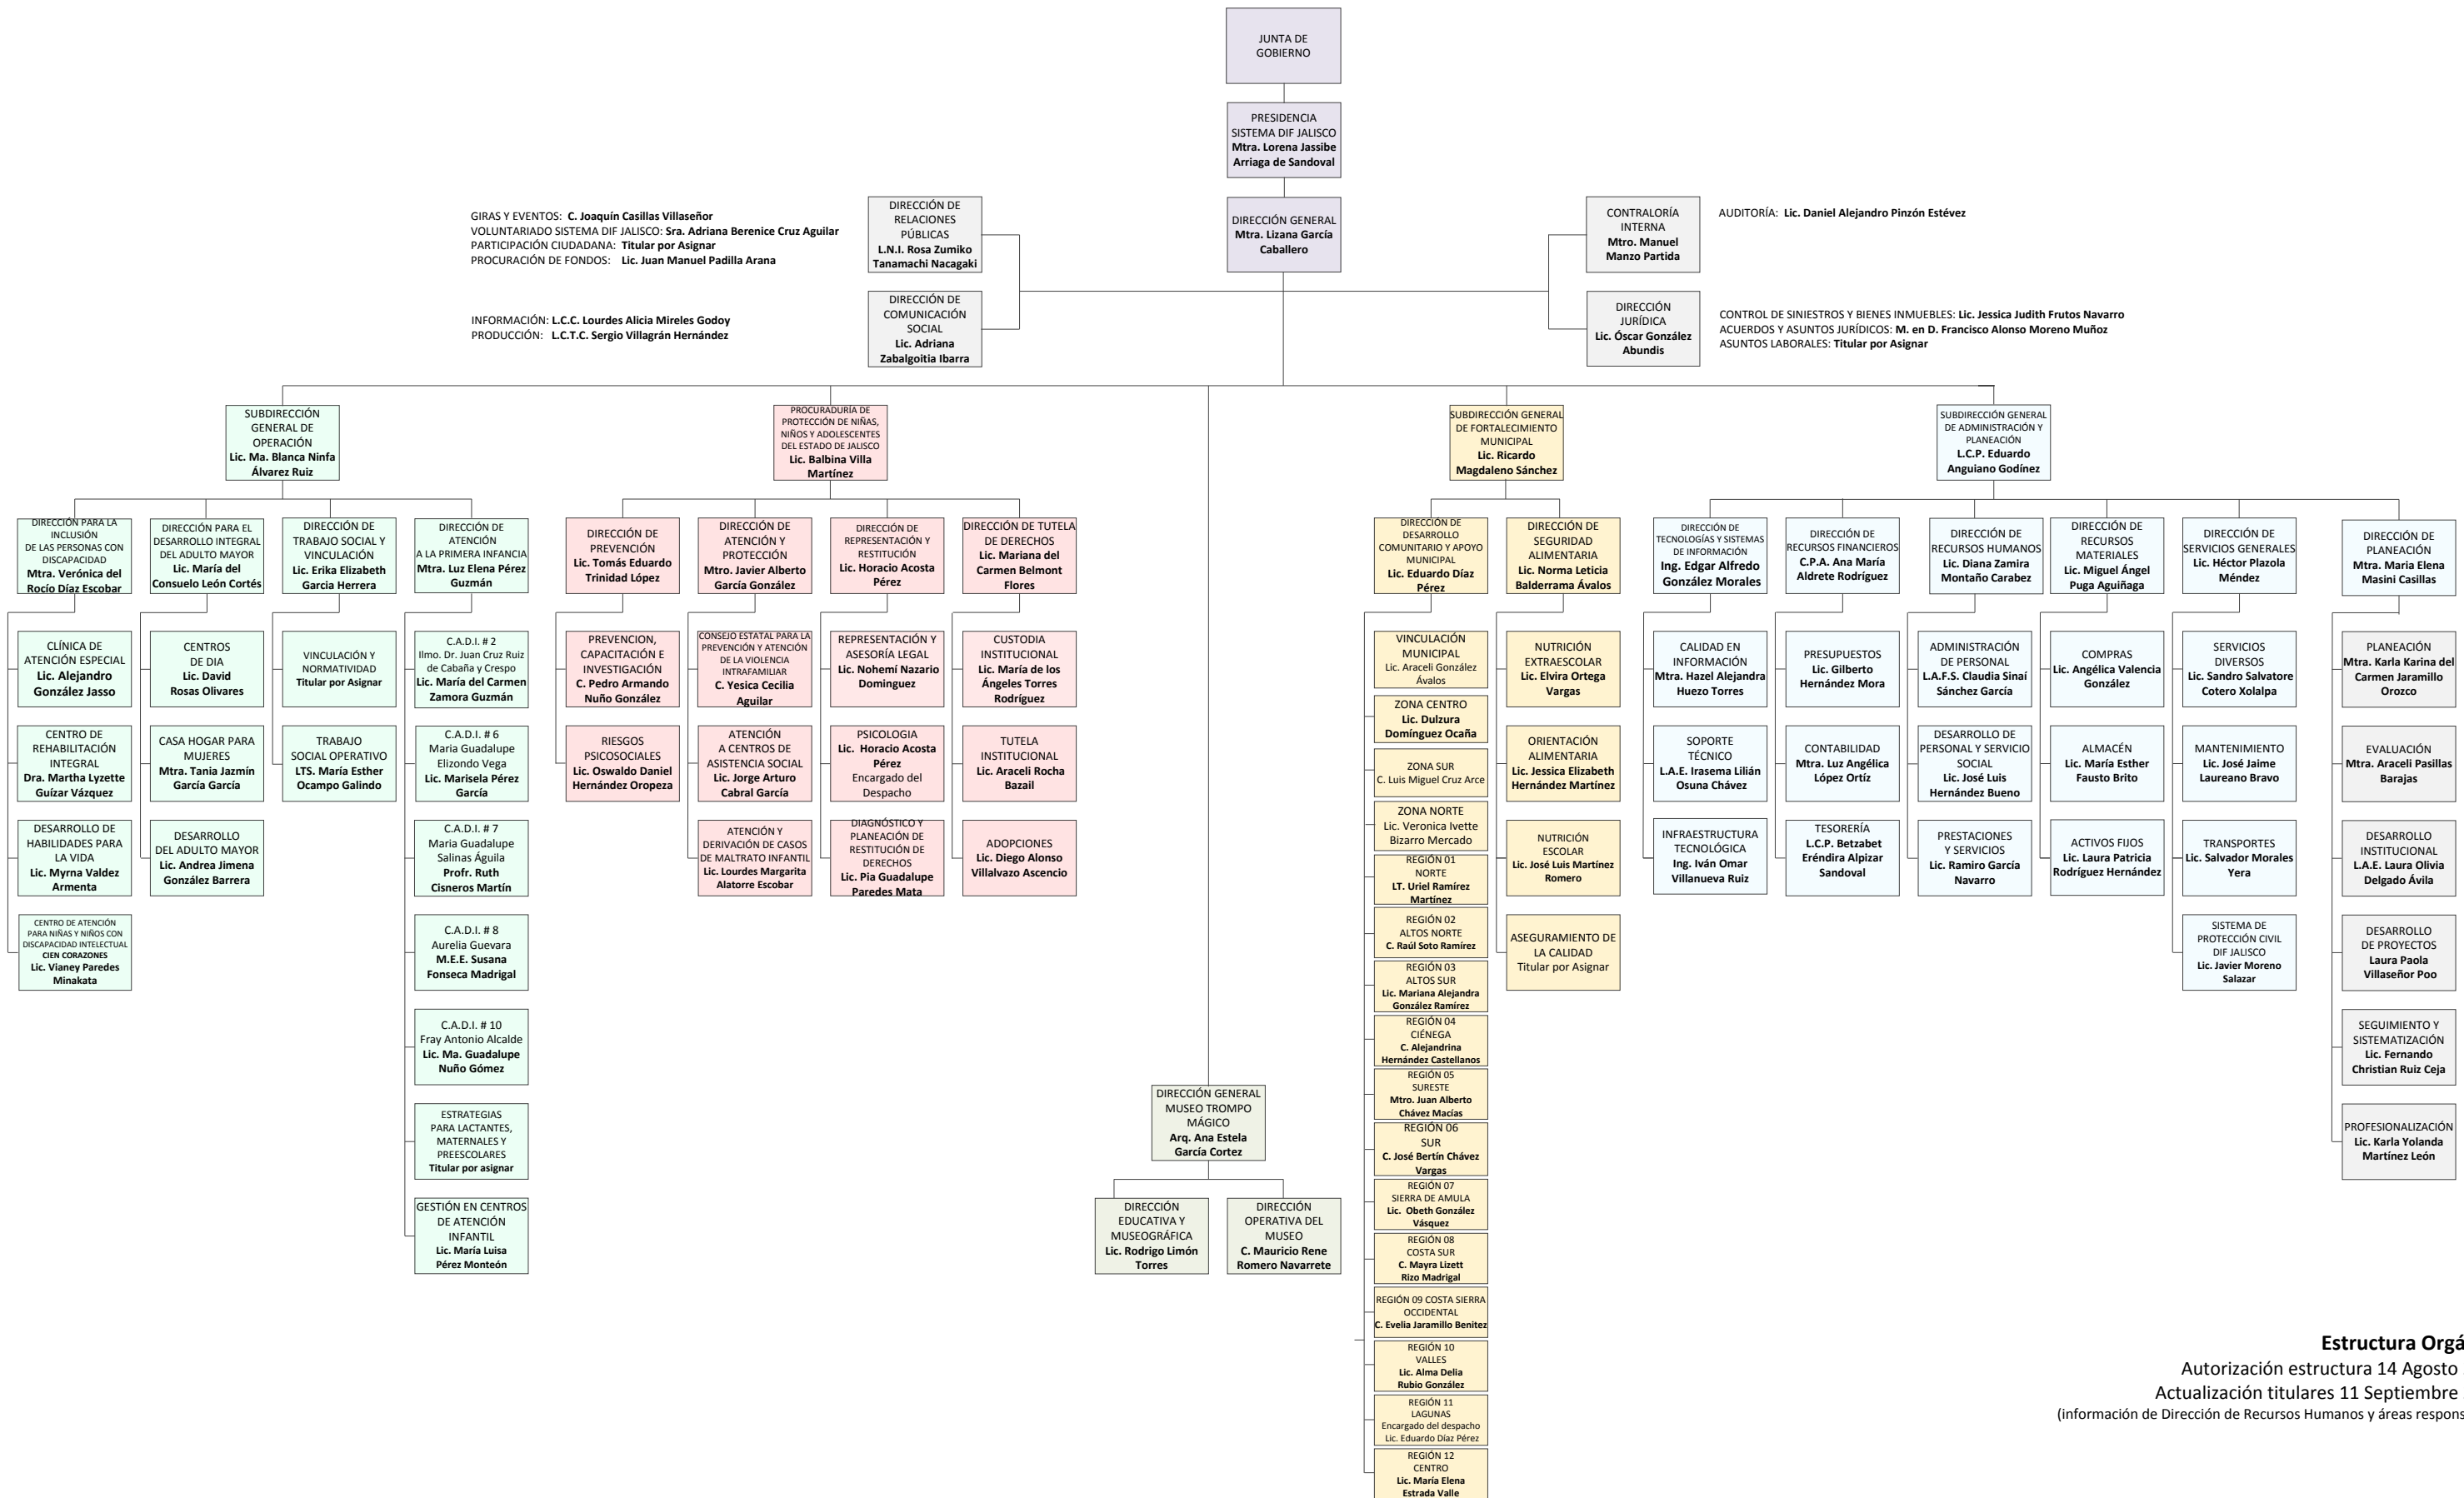 JUNTA DE
GOBIERNO
PRESIDENCIA
SISTEMA DIF JALISCO
Mtra. Lorena Jassibe
Arriaga de Sandoval
DIRECCIÓN GENERAL
Mtra. Lizana García
Caballero
GIRAS Y EVENTOS: C. Joaquín Casillas Villaseñor
VOLUNTARIADO SISTEMA DIF JALISCO: Sra. Adriana Berenice Cruz Aguilar
PARTICIPACIÓN CIUDADANA: Titular por Asignar
PROCURACIÓN DE FONDOS: Lic. Juan Manuel Padilla Arana
DIRECCIÓN DE
RELACIONES
PÚBLICAS
L.N.I. Rosa Zumiko
Tanamachi Nacagaki
CONTRALORÍA
INTERNA
Mtro. Manuel
Manzo Partida
AUDITORÍA: Lic. Daniel Alejandro Pinzón Estévez
INFORMACIÓN: L.C.C. Lourdes Alicia Mireles Godoy
PRODUCCIÓN: L.C.T.C. Sergio Villagrán Hernández
DIRECCIÓN DE
COMUNICACIÓN
SOCIAL
Lic. Adriana
Zabalgoitia Ibarra
DIRECCIÓN
JURÍDICA
Lic. Óscar González
Abundis
CONTROL DE SINIESTROS Y BIENES INMUEBLES: Lic. Jessica Judith Frutos Navarro
ACUERDOS Y ASUNTOS JURÍDICOS: M. en D. Francisco Alonso Moreno Muñoz
ASUNTOS LABORALES: Titular por Asignar
SUBDIRECCIÓN
GENERAL DE
OPERACIÓN
Lic. Ma. Blanca Ninfa
Álvarez Ruiz
PROCURADURÍA DE
PROTECCIÓN DE NIÑAS,
NIÑOS Y ADOLESCENTES
DEL ESTADO DE JALISCO
Lic. Balbina Villa
Martínez
SUBDIRECCIÓN GENERAL
DE FORTALECIMIENTO
MUNICIPAL
Lic. Ricardo
Magdaleno Sánchez
SUBDIRECCIÓN GENERAL
DE ADMINISTRACIÓN Y
PLANEACIÓN
L.C.P. Eduardo
Anguiano Godínez
DIRECCIÓN PARA LA
INCLUSIÓN
DE LAS PERSONAS CON
DISCAPACIDAD
Mtra. Verónica del
Rocío Díaz Escobar
DIRECCIÓN PARA EL
DESARROLLO INTEGRAL
DEL ADULTO MAYOR
Lic. María del
Consuelo León Cortés
DIRECCIÓN DE
TRABAJO SOCIAL Y
VINCULACIÓN
Lic. Erika Elizabeth
Garcia Herrera
DIRECCIÓN DE
ATENCIÓN
A LA PRIMERA INFANCIA
Mtra. Luz Elena Pérez
Guzmán
DIRECCIÓN DE
PREVENCIÓN
Lic. Tomás Eduardo
Trinidad López
DIRECCIÓN DE
ATENCIÓN Y
PROTECCIÓN
Mtro. Javier Alberto
García González
DIRECCIÓN DE
REPRESENTACIÓN Y
RESTITUCIÓN
Lic. Horacio Acosta
Pérez
DIRECCIÓN DE TUTELA
DE DERECHOS
Lic. Mariana del
Carmen Belmont
Flores
DIRECCIÓN DE
DESARROLLO
COMUNITARIO Y APOYO
MUNICIPAL
Lic. Eduardo Díaz
Pérez
DIRECCIÓN DE
SEGURIDAD
ALIMENTARIA
Lic. Norma Leticia
Balderrama Ávalos
DIRECCIÓN DE
TECNOLOGÍAS Y SISTEMAS
DE INFORMACIÓN
Ing. Edgar Alfredo
González Morales
DIRECCIÓN DE
RECURSOS FINANCIEROS
C.P.A. Ana María
Aldrete Rodríguez
DIRECCIÓN DE
RECURSOS HUMANOS
Lic. Diana Zamira
Montaño Carabez
DIRECCIÓN DE
RECURSOS
MATERIALES
Lic. Miguel Ángel
Puga Aguiñaga
DIRECCIÓN DE
SERVICIOS GENERALES
Lic. Héctor Plazola
Méndez
DIRECCIÓN DE
PLANEACIÓN
Mtra. Maria Elena
Masini Casillas
CLÍNICA DE
ATENCIÓN ESPECIAL
Lic. Alejandro
González Jasso
CENTRO DE
REHABILITACIÓN
INTEGRAL
Dra. Martha Lyzette
Guízar Vázquez
DESARROLLO DE
HABILIDADES PARA
LA VIDA
Lic. Myrna Valdez
Armenta
CENTRO DE ATENCIÓN
PARA NIÑAS Y NIÑOS CON
DISCAPACIDAD INTELECTUAL
CIEN CORAZONES
Lic. Vianey Paredes
Minakata
CENTROS
DE DIA
Lic. David
Rosas Olivares
CASA HOGAR PARA
MUJERES
Mtra. Tania Jazmín
García García
DESARROLLO
DEL ADULTO MAYOR
Lic. Andrea Jimena
González Barrera
VINCULACIÓN Y
NORMATIVIDAD
Titular por Asignar
TRABAJO
SOCIAL OPERATIVO
LTS. María Esther
Ocampo Galindo
C.A.D.I. # 2
Ilmo. Dr. Juan Cruz Ruiz
de Cabaña y Crespo
Lic. María del Carmen
Zamora Guzmán
C.A.D.I. # 6
Maria Guadalupe
Elizondo Vega
Lic. Marisela Pérez
García
C.A.D.I. # 7
Maria Guadalupe
Salinas Águila
Profr. Ruth
Cisneros Martín
C.A.D.I. # 8
Aurelia Guevara
M.E.E. Susana
Fonseca Madrigal
C.A.D.I. # 10
Fray Antonio Alcalde
Lic. Ma. Guadalupe
Nuño Gómez
ESTRATEGIAS
PARA LACTANTES,
MATERNALES Y
PREESCOLARES
Titular por asignar
GESTIÓN EN CENTROS
DE ATENCIÓN
INFANTIL
Lic. María Luisa
Pérez Monteón
PREVENCION,
CAPACITACIÓN E
INVESTIGACIÓN
C. Pedro Armando
Nuño González
RIESGOS
PSICOSOCIALES
Lic. Oswaldo Daniel
Hernández Oropeza
CONSEJO ESTATAL PARA LA
PREVENCIÓN Y ATENCIÓN
DE LA VIOLENCIA
INTRAFAMILIAR
C. Yesica Cecilia
Aguilar
ATENCIÓN
A CENTROS DE
ASISTENCIA SOCIAL
Lic. Jorge Arturo
Cabral García
ATENCIÓN Y
DERIVACIÓN DE CASOS
DE MALTRATO INFANTIL
Lic. Lourdes Margarita
Alatorre Escobar
REPRESENTACIÓN Y
ASESORÍA LEGAL
Lic. Nohemí Nazario
Dominguez
PSICOLOGIA
Lic. Horacio Acosta
Pérez
Encargado del
Despacho
DIAGNÓSTICO Y
PLANEACIÓN DE
RESTITUCIÓN DE
DERECHOS
Lic. Pia Guadalupe
Paredes Mata
CUSTODIA
INSTITUCIONAL
Lic. María de los
Ángeles Torres
Rodríguez
TUTELA
INSTITUCIONAL
Lic. Araceli Rocha
Bazail
ADOPCIONES
Lic. Diego Alonso
Villalvazo Ascencio
DIRECCIÓN GENERAL
MUSEO TROMPO
MÁGICO
Arq. Ana Estela
García Cortez
DIRECCIÓN
EDUCATIVA Y
MUSEOGRÁFICA
Lic. Rodrigo Limón
Torres
DIRECCIÓN
OPERATIVA DEL
MUSEO
C. Mauricio Rene
Romero Navarrete
VINCULACIÓN
MUNICIPAL
Lic. Araceli González
Ávalos
ZONA CENTRO
Lic. Dulzura
Domínguez Ocaña
ZONA SUR
C. Luis Miguel Cruz Arce
ZONA NORTE
Lic. Veronica Ivette
Bizarro Mercado
REGIÓN 01
NORTE
LT. Uriel Ramírez
Martínez
REGIÓN 02
ALTOS NORTE
C. Raúl Soto Ramírez
REGIÓN 03
ALTOS SUR
Lic. Mariana Alejandra
González Ramírez
REGIÓN 04
CIÉNEGA
C. Alejandrina
Hernández Castellanos
REGIÓN 05
SURESTE
Mtro. Juan Alberto
Chávez Macías
REGIÓN 06
SUR
C. José Bertín Chávez
Vargas
REGIÓN 07
SIERRA DE AMULA
Lic. Obeth González
Vásquez
REGIÓN 08
COSTA SUR
C. Mayra Lizett
Rizo Madrigal
REGIÓN 09 COSTA SIERRA
OCCIDENTAL
C. Evelia Jaramillo Benitez
REGIÓN 10
VALLES
Lic. Alma Delia
Rubio González
REGIÓN 11
LAGUNAS
Encargado del despacho
Lic. Eduardo Díaz Pérez
REGIÓN 12
CENTRO
Lic. María Elena
Estrada Valle
NUTRICIÓN
EXTRAESCOLAR
Lic. Elvira Ortega
Vargas
ORIENTACIÓN
ALIMENTARIA
Lic. Jessica Elizabeth
Hernández Martínez
NUTRICIÓN
ESCOLAR
Lic. José Luis Martínez
Romero
ASEGURAMIENTO DE
LA CALIDAD
Titular por Asignar
CALIDAD EN
INFORMACIÓN
Mtra. Hazel Alejandra
Huezo Torres
SOPORTE
TÉCNICO
L.A.E. Irasema Lilián
Osuna Chávez
INFRAESTRUCTURA
TECNOLÓGICA
Ing. Iván Omar
Villanueva Ruiz
PRESUPUESTOS
Lic. Gilberto
Hernández Mora
CONTABILIDAD
Mtra. Luz Angélica
López Ortíz
TESORERÍA
L.C.P. Betzabet
Eréndira Alpizar
Sandoval
ADMINISTRACIÓN
DE PERSONAL
L.A.F.S. Claudia Sinaí
Sánchez García
DESARROLLO DE
PERSONAL Y SERVICIO
SOCIAL
Lic. José Luis
Hernández Bueno
PRESTACIONES
Y SERVICIOS
Lic. Ramiro García
Navarro
COMPRAS
Lic. Angélica Valencia
González
ALMACÉN
Lic. María Esther
Fausto Brito
ACTIVOS FIJOS
Lic. Laura Patricia
Rodríguez Hernández
SERVICIOS
DIVERSOS
Lic. Sandro Salvatore
Cotero Xolalpa
MANTENIMIENTO
Lic. José Jaime
Laureano Bravo
TRANSPORTES
Lic. Salvador Morales
Yera
SISTEMA DE
PROTECCIÓN CIVIL
DIF JALISCO
Lic. Javier Moreno
Salazar
PLANEACIÓN
Mtra. Karla Karina del
Carmen Jaramillo
Orozco
EVALUACIÓN
Mtra. Araceli Pasillas
Barajas
DESARROLLO
INSTITUCIONAL
L.A.E. Laura Olivia
Delgado Ávila
DESARROLLO
DE PROYECTOS
Laura Paola
Villaseñor Poo
SEGUIMIENTO Y
SISTEMATIZACIÓN
Lic. Fernando
Christian Ruiz Ceja
PROFESIONALIZACIÓN
Lic. Karla Yolanda
Martínez León
Estructura Orgá
Autorización estructura 14 Agosto
Actualización titulares 11 Septiembre
(información de Dirección de Recursos Humanos y áreas respons